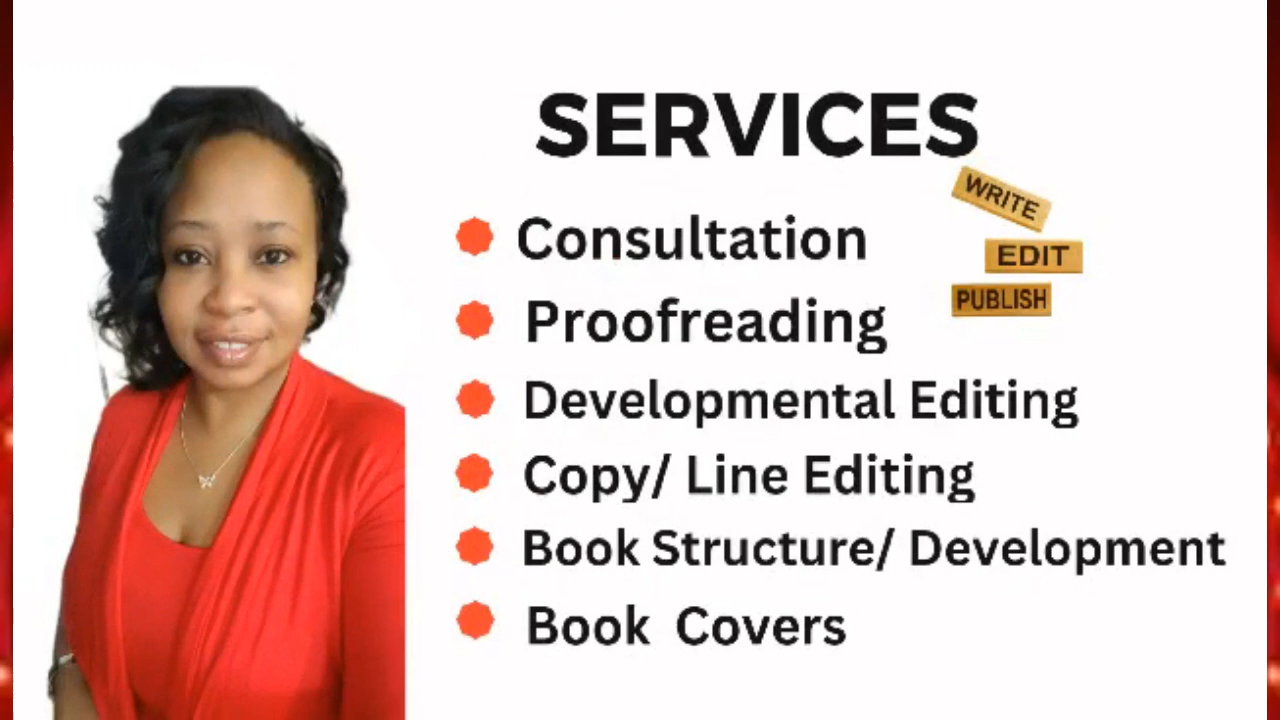 SERVICES
WRITE
Consultation
EDIT
PUBLISH
Proofreading
Developmental Editing
Copy/ Line Editing
Book Structure/ Development
Book Covers